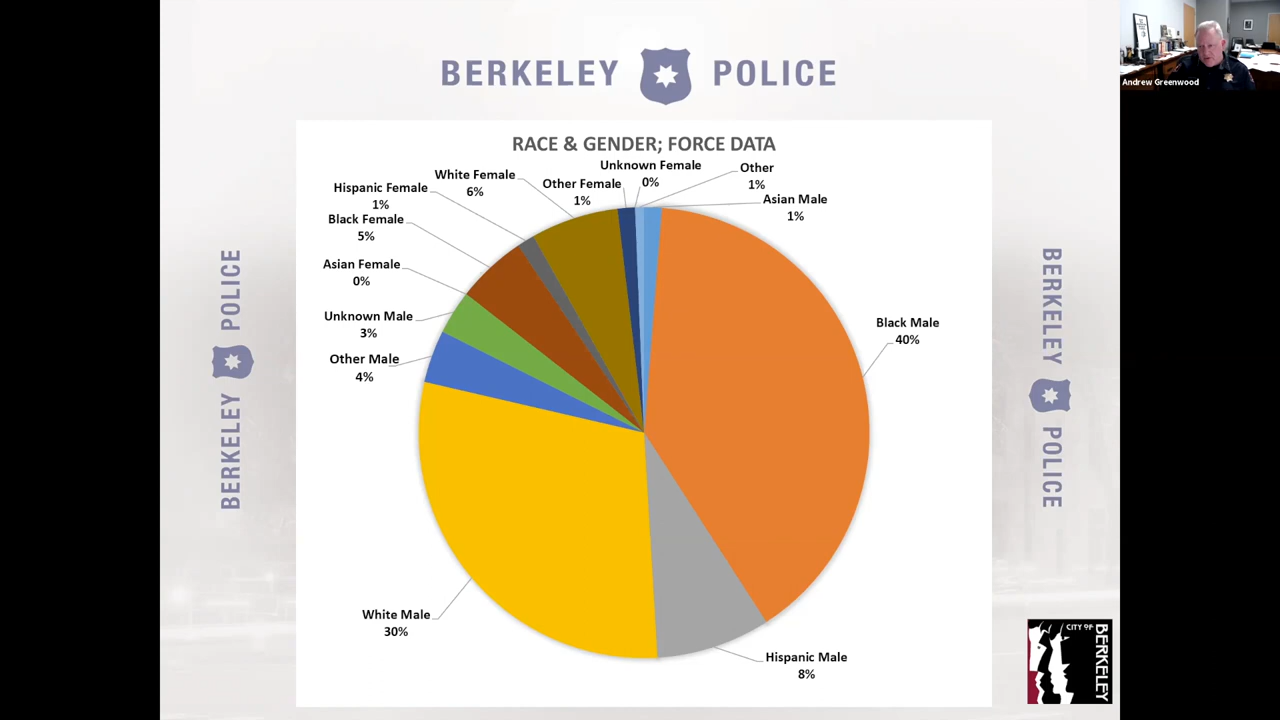 BERKELEY POLICE
Andrew Greenwood
RACE & GENDER; FORCE DATA
Unknown Female
0%
Other
1%
White Female
6%
Other Female
1%
Hispanic Female
1%
Asian Male
1%
Black Female
5%
Asian Female
0%
Unknown Male
3%
Black Male
40%
Other Male
4%
White Male
30%
Hispanic Male
8%
BERKELEY POLICE
BERKELEY POLICE
CITY OF
BERKELEY